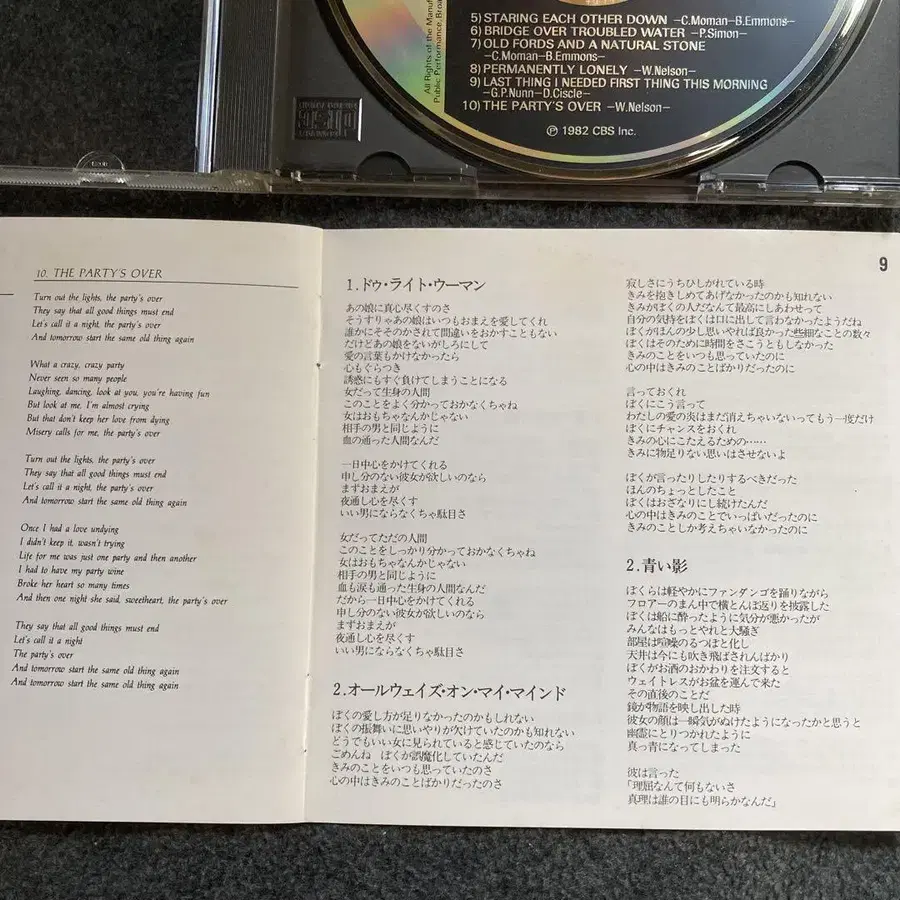 All Rights of the Manuf
Public Performance, Broa
5) STARING EACH OTHER DOWN -C.Moman-B.Emmons-
6) BRIDGE OVER TROUBLED WATER -P.Simon-
7) OLD FORDS AND A NATURAL STONE
-C.Moman-B.Emmons-
8) PERMANENTLY LONELY -W.Nelson-
9) LAST THING I NEEDED FIRST THING THIS MORNING
-G.P.Nunn-D.Ciscle-
10) THE PARTY'S OVER -W.Nelson-
Ⓟ 1982 CBS Inc.
10. THE PARTY'S OVER
Turn out the lights, the party's over
They say that all good things must end
Let's call it a night, the party's over
And tomorrow start the same old thing again
What a crazy, crazy party
Never seen so many people
Laughing, dancing, look at you, you're having fun
But look at me, I'm almost crying
But that don't keep her love from dying
Misery calls for me, the party's over
Turn out the lights, the party's over
They say that all good things must end
Let's call it a night, the party's over
And tomorrow start the same old thing again
Once I had a love undying
I didn't keep it, wasn't trying
Life for me was just one party and then another
I had to have my party wine
Broke her heart so many times
And then one night she said, sweetheart, the party's over
They say that all good things must end
Let's call it a night
The party's over
And tomorrow start the same old thing again
And tomorrow start the same old thing again
1.ドゥ・ライト・ウーマン
あの娘に真心尽くすのさ
そうすりゃあの娘はいつもおまえを愛してくれ
誰かにそそのかされて間違いをおかすこともない
だけどあの娘をないがしろにして
愛の言葉もかけなかったら
心もぐらつき
誘惑にもすぐ負けてしまうことになる
女だって生身の人間
このことをよく分かっておかなくちゃね
女はおもちゃなんかじゃない
相手の男と同じように
血の通った人間なんだ
一日中心をかけてくれる
申し分のない彼女が欲しいのなら
まずおまえが
夜通し心を尽くす
いい男にならなくちゃ駄目さ
女だってただの人間
このことをしっかり分かっておかなくちゃね
女はおもちゃなんかじゃない
相手の男と同じように
血も涙も通った生身の人間なんだ
だから一日中心をかけてくれる
申し分のない彼女が欲しいのなら
まずおまえが
夜通し心を尽くす
いい男にならなくちゃ駄目さ
2.オールウェイズ・オン・マイ・マインド
ぼくの愛し方が足りなかったのかもしれない
ぼくの振舞いに思いやりが欠けていたのかも知れない
どうでもいい女に見られていると感じていたのなら
ごめんね ぼくが誤魔化していたんだ
きみのことをいつも思っていたのさ
心の中はきみのことばかりだったのさ
9
寂しさにうちひしがれている時
きみを抱きしめてあげなかったのかも知れない
きみがぼくの人だなんて最高にしあわせって
自分の気持をぼくは口に出して言わなかったようだね
ぼくがほんの少し思いやれば良かった些細なことの数々
ぼくはそのために時間をさこうともしなかった
きみのことをいつも思っていたのに
心の中はきみのことばかりだったのに
言っておくれ
ぼくにこう言って
わたしの愛の炎はまだ消えちゃいないってもう一度だけ
ぼくにチャンスをおくれ
きみの心にこたえるための……
きみに物足りない思いはさせないよ
ぼくが言ったりしたりするべきだった
ほんのちょっとしたこと
ぼくはおざなりにし続けたんだ
心の中はきみのことでいっぱいだったのに
きみのことしか考えちゃいなかったのに
2.青い影
ぼくらは軽やかにファンダンゴを踊りながら
フロアーのまん中で横とんぼ返りを披露した
ぼくは船に酔ったように気分が悪かったが
みんなはもっとやれと大騒ぎ
部屋は喧噪のるつぼと化し
天井は今にも吹き飛ばされんばかり
ぼくがお酒のおかわりを注文すると
ウェイトレスがお盆を運んで来た
その直後のことだ
鏡が物語を映し出した時
彼女の顔は一瞬気がぬけたようになったかと思うと
幽霊にとりつかれたように
真っ青になってしまった
彼は言った
「理屈なんて何もないさ
真理は誰の目にも明らかなんだ」